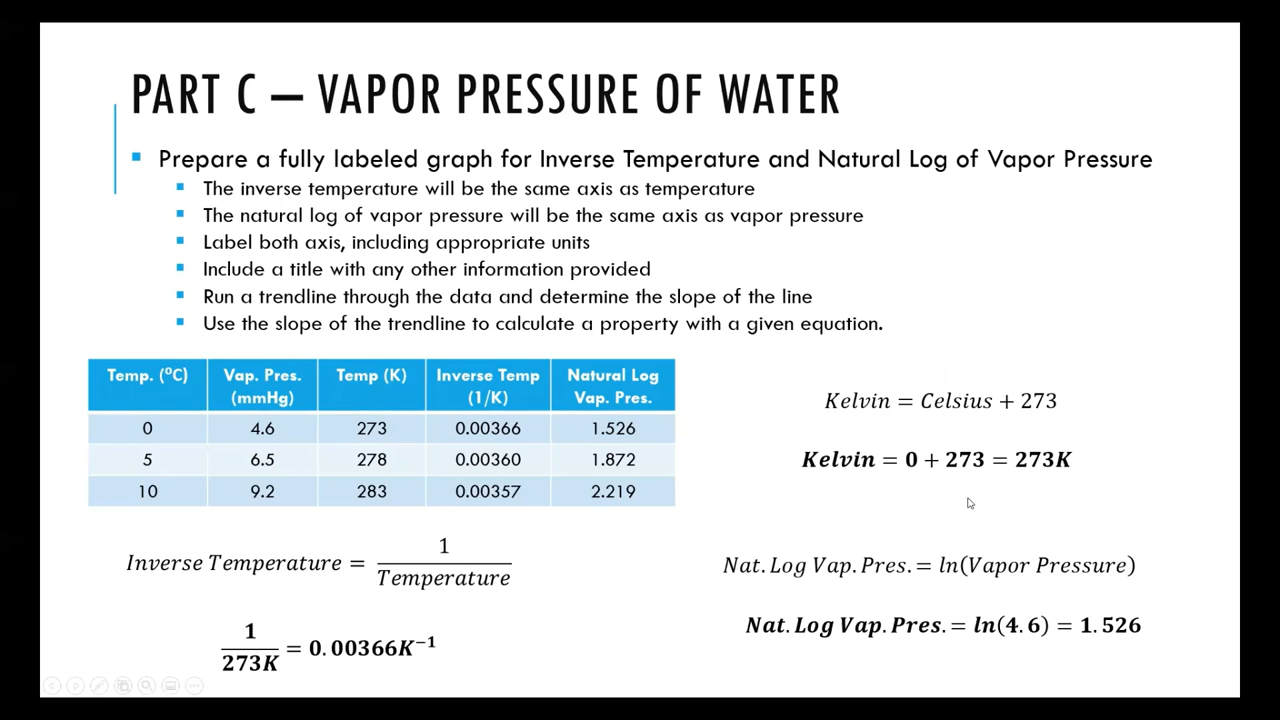 PART C – VAPOR PRESSURE OF WATER
Prepare a fully labeled graph for Inverse Temperature and Natural Log of Vapor Pressure
The inverse temperature will be the same axis as temperature
The natural log of vapor pressure will be the same axis as vapor pressure
Label both axis, including appropriate units
Include a title with any other information provided
Run a trendline through the data and determine the slope of the line
Use the slope of the trendline to calculate a property with a given equation.
Temp. (⁰C) Vap. Pres. (mmHg) Temp (K) Inverse Temp (1/K) Natural Log Vap. Pres.
0 4.6 273 0.00366 1.526
5 6.5 278 0.00360 1.872
10 9.2 283 0.00357 2.219
Kelvin = Celsius + 273
Kelvin = 0 + 273 = 273K
Inverse Temperature = 1 / Temperature
1 / 273K = 0.00366K⁻¹
Nat. Log Vap. Pres. = ln(Vapor Pressure)
Nat. Log Vap. Pres. = ln(4.6) = 1.526